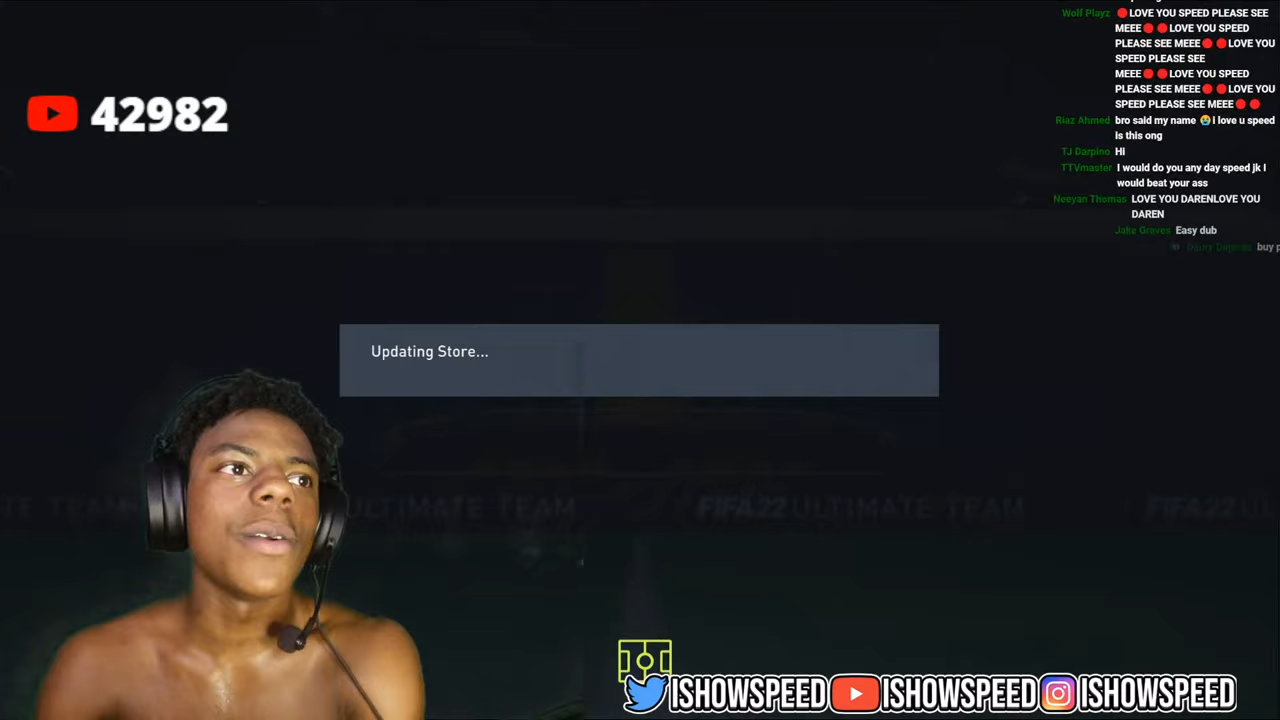 Wolf Playz 🔴LOVE YOU SPEED PLEASE SEE
MEEE🔴 🔴LOVE YOU SPEED
PLEASE SEE MEEE🔴 🔴LOVE YOU
SPEED PLEASE SEE
MEEE🔴 🔴LOVE YOU SPEED
PLEASE SEE MEEE🔴 🔴LOVE YOU
SPEED PLEASE SEE MEEE🔴 🔴
42982
Riaz Ahmed bro said my name 😭I love u speed
is this ong
TJ Darpino Hi
TTVmaster I would do you any day speed jk I
would beat your ass
Neeyan Thomas LOVE YOU DARENLOVE YOU
DAREN
Jake Graves Easy dub
buy
Updating Store...
ULTIMATE TEAM FIFA 22 ULTIMATE TEAM FIFA 22
ISHOWSPEED ISHOWSPEED ISHOWSPEED